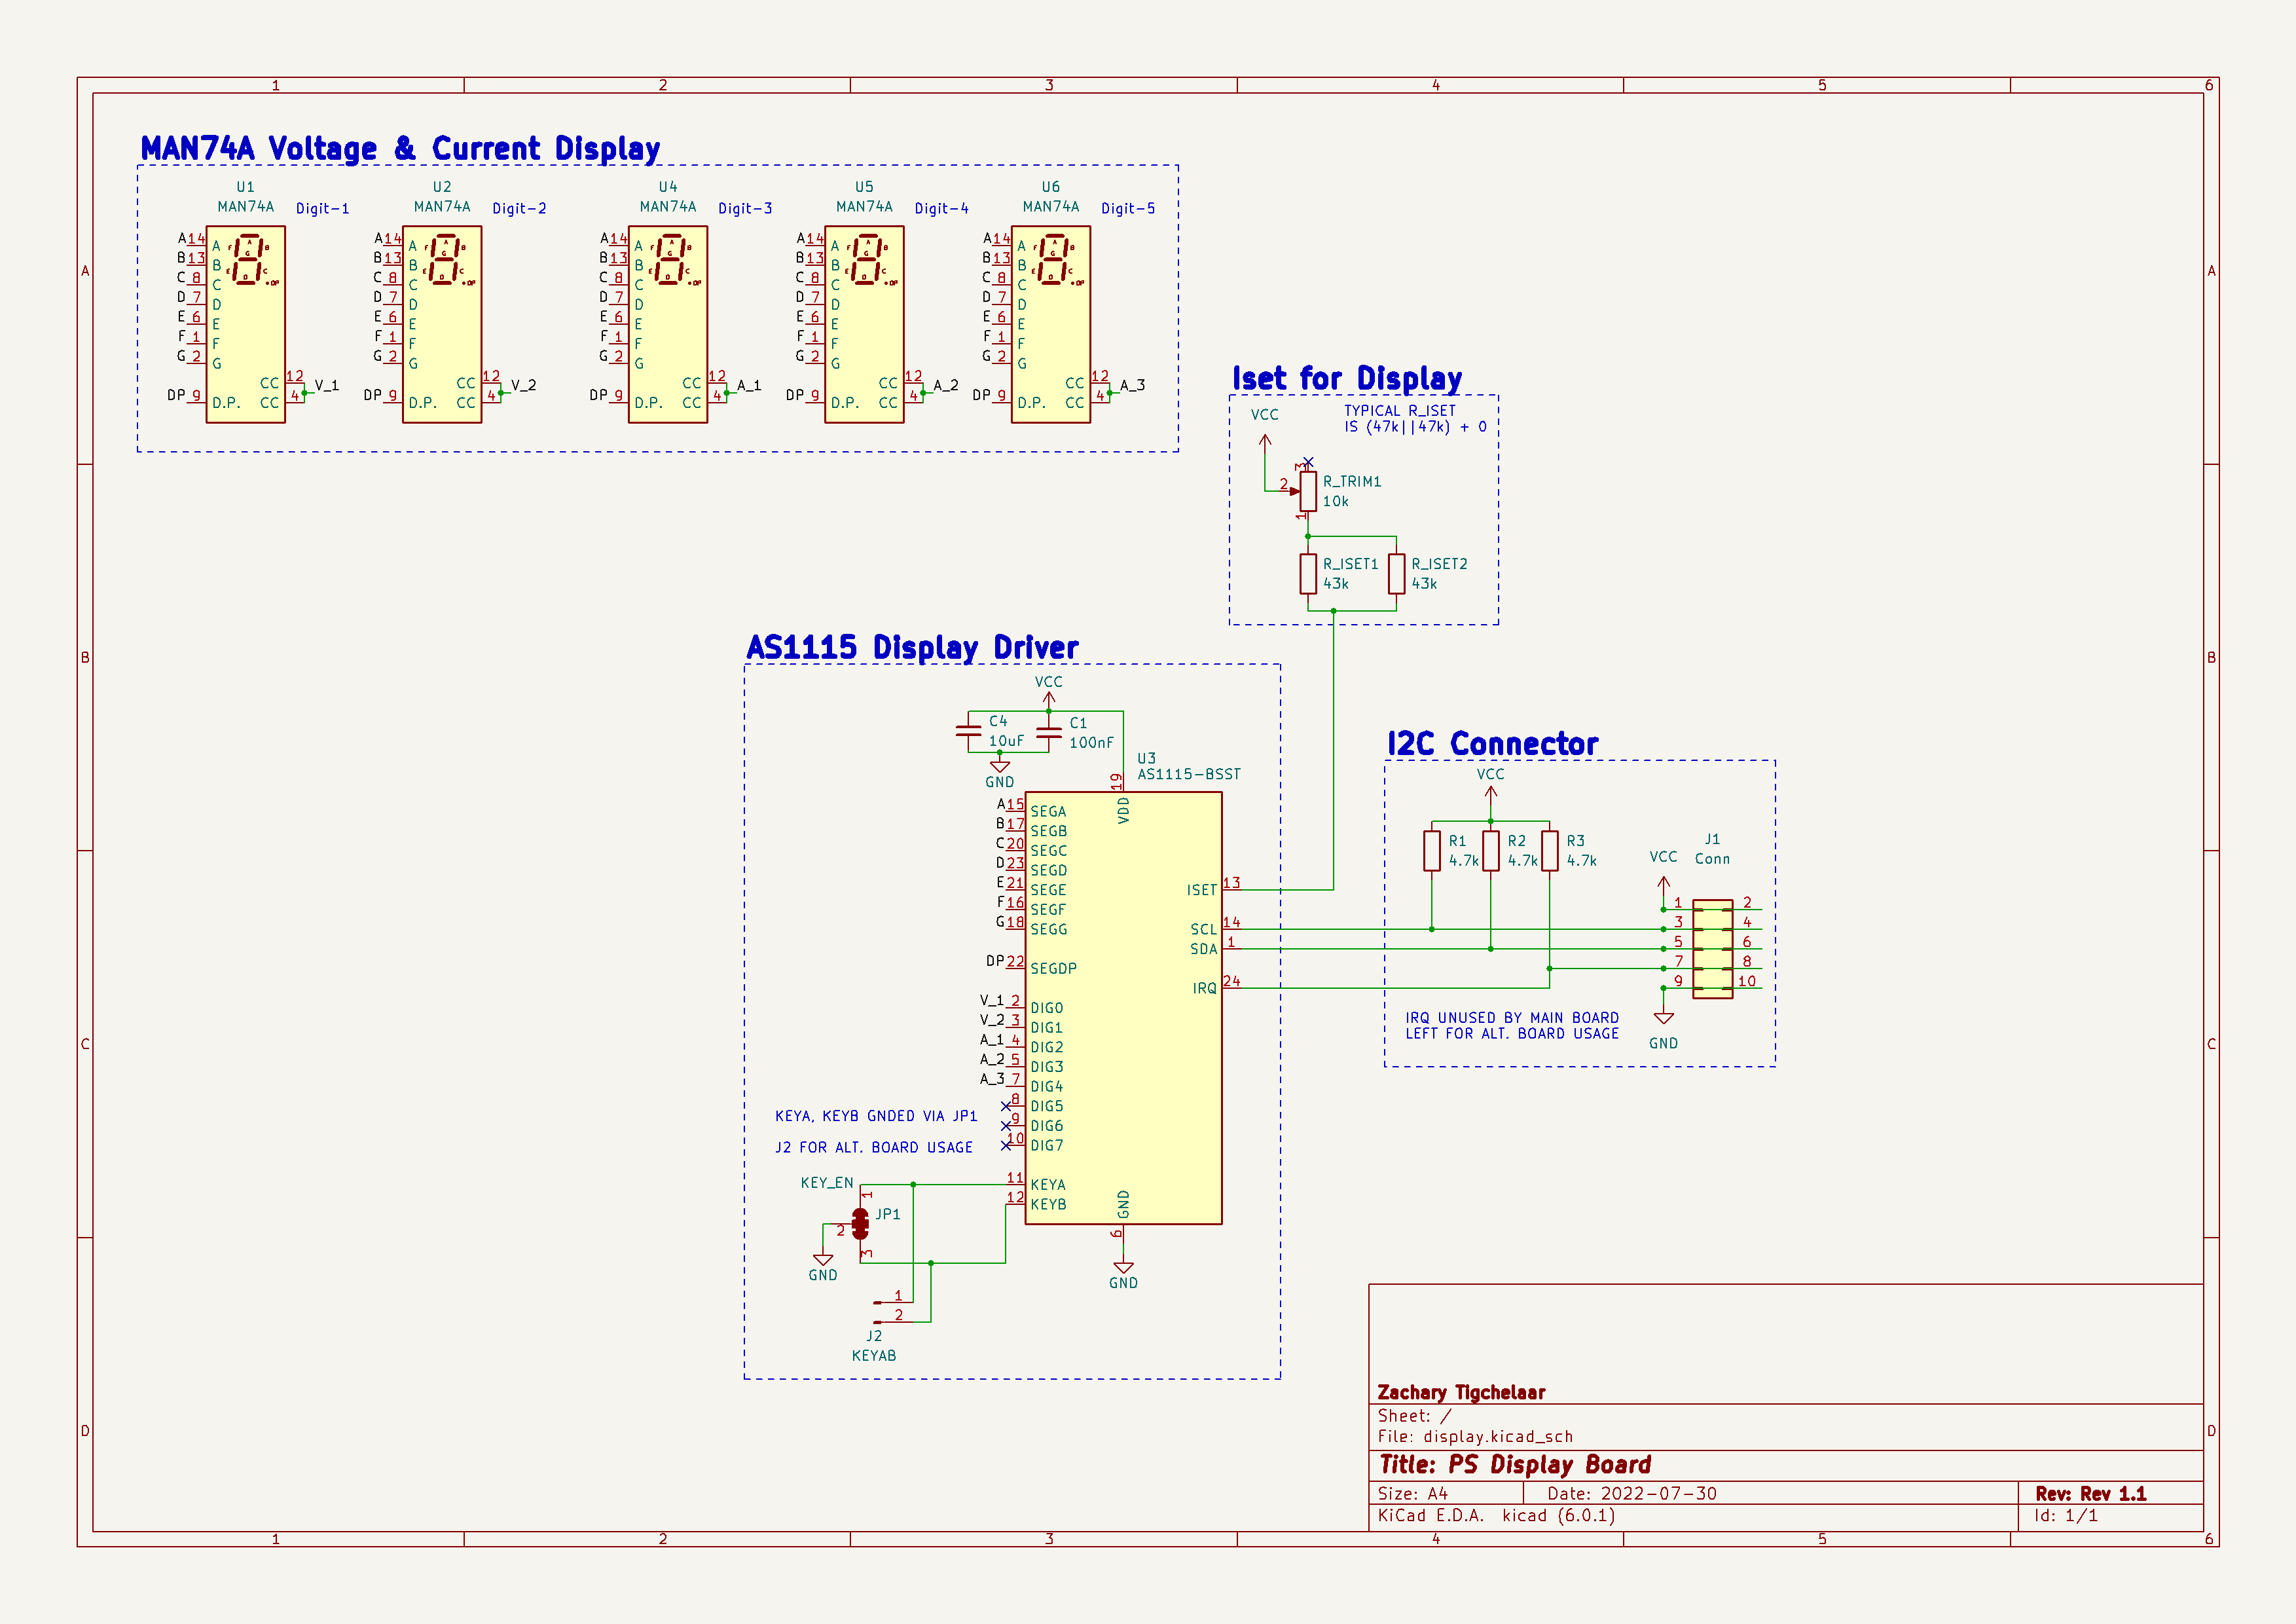 1 2 3 4 5 6
MAN74A Voltage & Current Display
U1
MAN74A Digit-1
A 14 A
B 13 B
C 8 C
D 7 D
E 6 E
F 1 F
G 2 G
CC 12 V_1
DP 9 D.P. CC 4
A F B G E C D DP
U2
MAN74A Digit-2
A 14 A
B 13 B
C 8 C
D 7 D
E 6 E
F 1 F
G 2 G
CC 12 V_2
DP 9 D.P. CC 4
A F B G E C D DP
U4
MAN74A Digit-3
A 14 A
B 13 B
C 8 C
D 7 D
E 6 E
F 1 F
G 2 G
CC 12 A_1
DP 9 D.P. CC 4
A F B G E C D DP
U5
MAN74A Digit-4
A 14 A
B 13 B
C 8 C
D 7 D
E 6 E
F 1 F
G 2 G
CC 12 A_2
DP 9 D.P. CC 4
A F B G E C D DP
U6
MAN74A Digit-5
A 14 A
B 13 B
C 8 C
D 7 D
E 6 E
F 1 F
G 2 G
CC 12 A_3
DP 9 D.P. CC 4
A F B G E C D DP
A A
Iset for Display
VCC
TYPICAL R_ISET
IS (47k||47k) + 0
3
2
1
R_TRIM1
10k
R_ISET1
43k
R_ISET2
43k
B B
AS1115 Display Driver
VCC
C4
10uF
C1
100nF
GND
U3
AS1115-BSST
19
VDD
A 15 SEGA
B 17 SEGB
C 20 SEGC
D 23 SEGD
E 21 SEGE
F 16 SEGF
G 18 SEGG
DP 22 SEGDP
V_1 2 DIG0
V_2 3 DIG1
A_1 4 DIG2
A_2 5 DIG3
A_3 7 DIG4
8 DIG5
9 DIG6
10 DIG7
11 KEYA
12 KEYB
ISET 13
SCL 14
SDA 1
IRQ 24
GND
6
GND
KEYA, KEYB GNDED VIA JP1
J2 FOR ALT. BOARD USAGE
KEY_EN
1
JP1
2
3
GND
1
2
J2
KEYAB
I2C Connector
VCC
R1
4.7k
R2
4.7k
R3
4.7k
J1
Conn
VCC
1 2
3 4
5 6
7 8
9 10
IRQ UNUSED BY MAIN BOARD
LEFT FOR ALT. BOARD USAGE
GND
C C
D D
Zachary Tigchelaar
Sheet: /
File: display.kicad_sch
Title: PS Display Board
Size: A4 Date: 2022-07-30 Rev: Rev 1.1
KiCad E.D.A. kicad (6.0.1) Id: 1/1
1 2 3 4 5 6